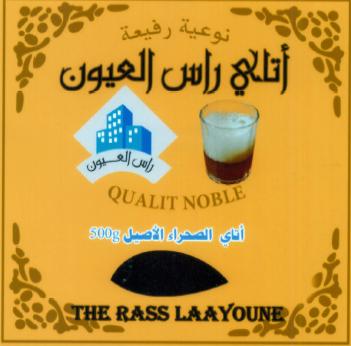 نوعية رفيعة
أتاي راس العيون
راس العيون
QUALIT NOBLE
أتاي الصحراء الأصيل 500g
THE RASS LAAYOUNE